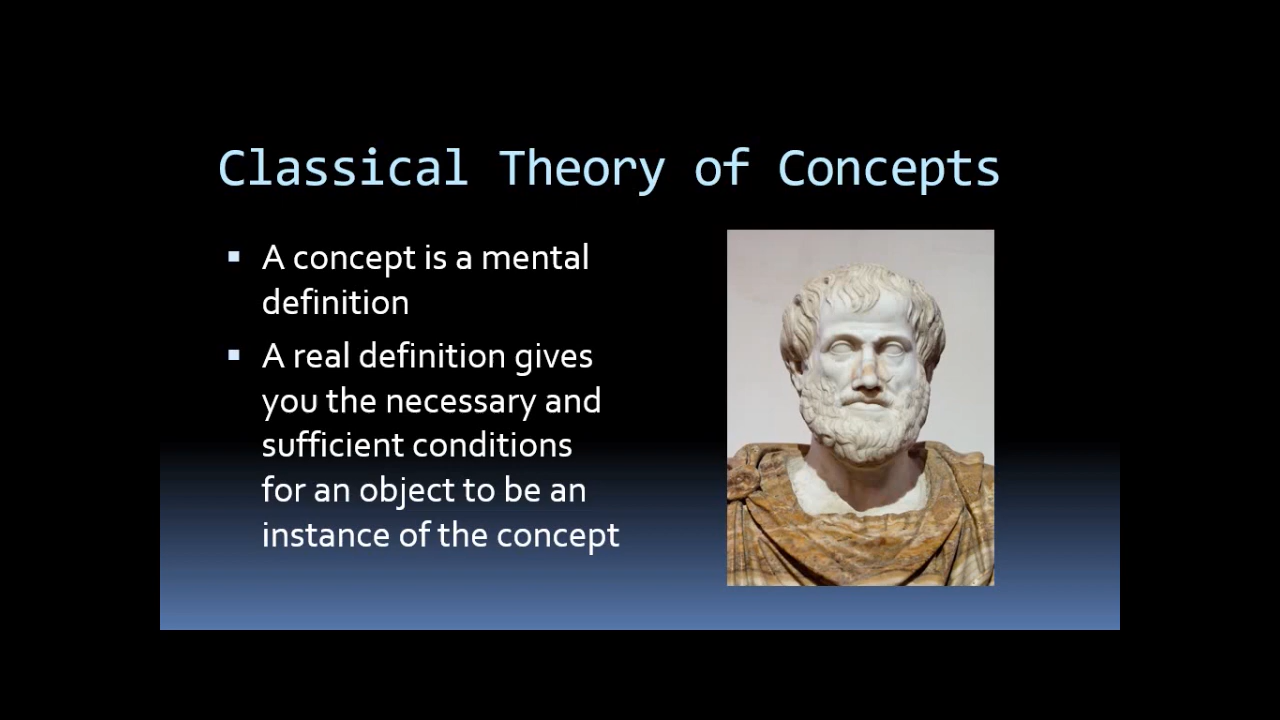 Classical Theory of Concepts
▪ A concept is a mental
definition
▪ A real definition gives
you the necessary and
sufficient conditions
for an object to be an
instance of the concept